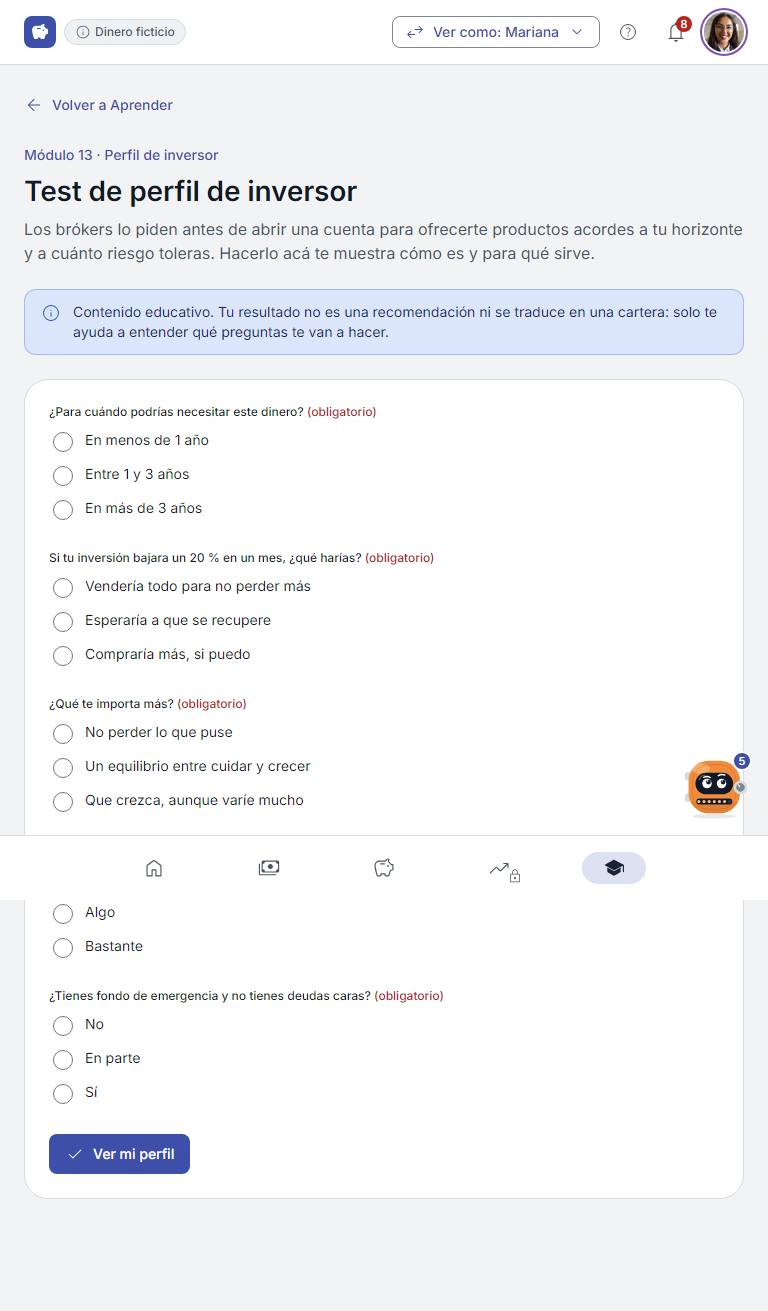 Dinero ficticio
Ver como: Mariana
8
Volver a Aprender
Módulo 13 · Perfil de inversor
Test de perfil de inversor
Los brókers lo piden antes de abrir una cuenta para ofrecerte productos acordes a tu horizonte
y a cuánto riesgo toleras. Hacerlo acá te muestra cómo es y para qué sirve.
Contenido educativo. Tu resultado no es una recomendación ni se traduce en una cartera: solo te
ayuda a entender qué preguntas te van a hacer.
¿Para cuándo podrías necesitar este dinero? (obligatorio)
En menos de 1 año
Entre 1 y 3 años
En más de 3 años
Si tu inversión bajara un 20 % en un mes, ¿qué harías? (obligatorio)
Vendería todo para no perder más
Esperaría a que se recupere
Compraría más, si puedo
¿Qué te importa más? (obligatorio)
No perder lo que puse
Un equilibrio entre cuidar y crecer
Que crezca, aunque varíe mucho
5
Algo
Bastante
¿Tienes fondo de emergencia y no tienes deudas caras? (obligatorio)
No
En parte
Sí
Ver mi perfil